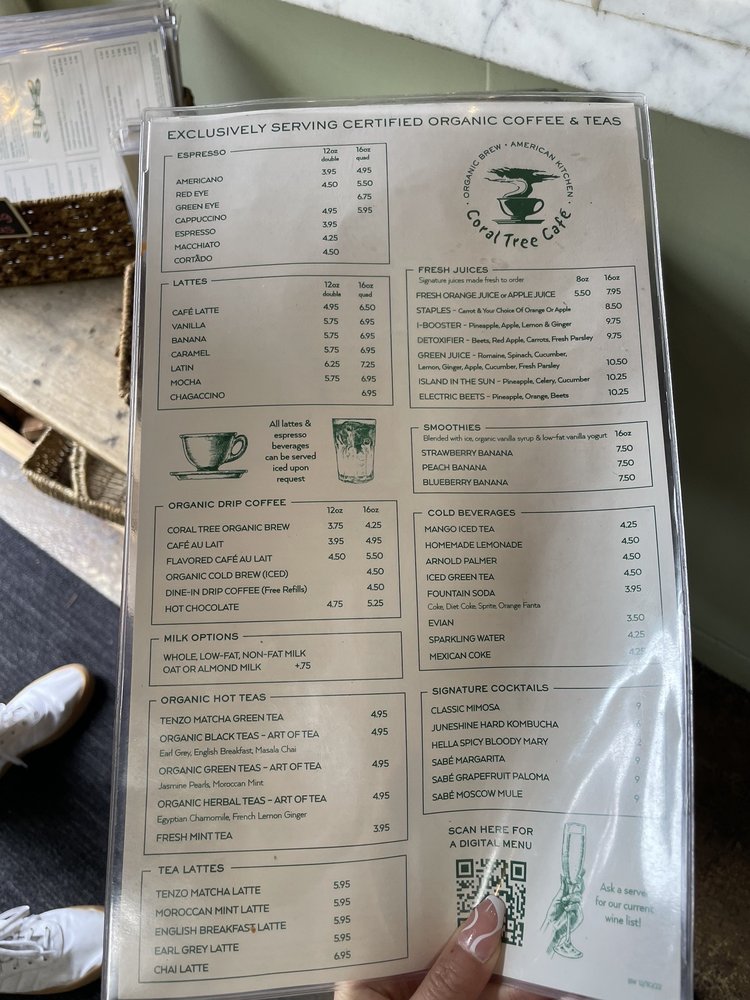 EXCLUSIVELY SERVING CERTIFIED ORGANIC COFFEE & TEAS
ESPRESSO 12oz double 16oz quad
AMERICANO 3.95 4.95
RED EYE 4.50 5.50
GREEN EYE 6.75
CAPPUCCINO 4.95 5.95
ESPRESSO 3.95
MACCHIATO 4.25
CORTÅDO 4.50
LATTES 12oz double 16oz quad
CAFÉ LATTE 4.95 6.50
VANILLA 5.75 6.95
BANANA 5.75 6.95
CARAMEL 5.75 6.95
LATIN 6.25 7.25
MOCHA 5.75 6.95
CHAGACCINO 6.95
All lattes &
espresso
beverages
can be served
iced upon
request
ORGANIC DRIP COFFEE 12oz 16oz
CORAL TREE ORGANIC BREW 3.75 4.25
CAFÉ AU LAIT 3.95 4.95
FLAVORED CAFÉ AU LAIT 4.50 5.50
ORGANIC COLD BREW (ICED) 4.50
DINE-IN DRIP COFFEE (Free Refills) 4.50
HOT CHOCOLATE 4.75 5.25
MILK OPTIONS
WHOLE, LOW-FAT, NON-FAT MILK
OAT OR ALMOND MILK +.75
ORGANIC HOT TEAS
TENZO MATCHA GREEN TEA 4.95
ORGANIC BLACK TEAS – ART OF TEA 4.95
Earl Grey, English Breakfast, Masala Chai
ORGANIC GREEN TEAS – ART OF TEA 4.95
Jasmine Pearls, Moroccan Mint
ORGANIC HERBAL TEAS – ART OF TEA 4.95
Egyptian Chamomile, French Lemon Ginger
FRESH MINT TEA 3.95
TEA LATTES
TENZO MATCHA LATTE 5.95
MOROCCAN MINT LATTE 5.95
ENGLISH BREAKFAST LATTE 5.95
EARL GREY LATTE 5.95
CHAI LATTE 6.95
ORGANIC BREW • AMERICAN KITCHEN
Coral Tree Café
FRESH JUICES
Signature juices made fresh to order 8oz 16oz
FRESH ORANGE JUICE or APPLE JUICE 5.50 7.95
STAPLES – Carrot & Your Choice Of Orange Or Apple 8.50
I-BOOSTER – Pineapple, Apple, Lemon & Ginger 9.75
DETOXIFIER – Beets, Red Apple, Carrots, Fresh Parsley 9.75
GREEN JUICE – Romaine, Spinach, Cucumber,
Lemon, Ginger, Apple, Cucumber, Fresh Parsley 10.50
ISLAND IN THE SUN – Pineapple, Celery, Cucumber 10.25
ELECTRIC BEETS – Pineapple, Orange, Beets 10.25
SMOOTHIES
Blended with ice, organic vanilla syrup & low-fat vanilla yogurt 16oz
STRAWBERRY BANANA 7.50
PEACH BANANA 7.50
BLUEBERRY BANANA 7.50
COLD BEVERAGES
MANGO ICED TEA 4.25
HOMEMADE LEMONADE 4.50
ARNOLD PALMER 4.50
ICED GREEN TEA 4.50
FOUNTAIN SODA 3.95
Coke, Diet Coke, Sprite, Orange Fanta
EVIAN 3.50
SPARKLING WATER 4.25
MEXICAN COKE 4.25
SIGNATURE COCKTAILS
CLASSIC MIMOSA 9
JUNESHINE HARD KOMBUCHA
HELLA SPICY BLOODY MARY
SABÉ MARGARITA 9
SABÉ GRAPEFRUIT PALOMA 9
SABÉ MOSCOW MULE 9
SCAN HERE FOR
A DIGITAL MENU
Ask a server
for our current
wine list!